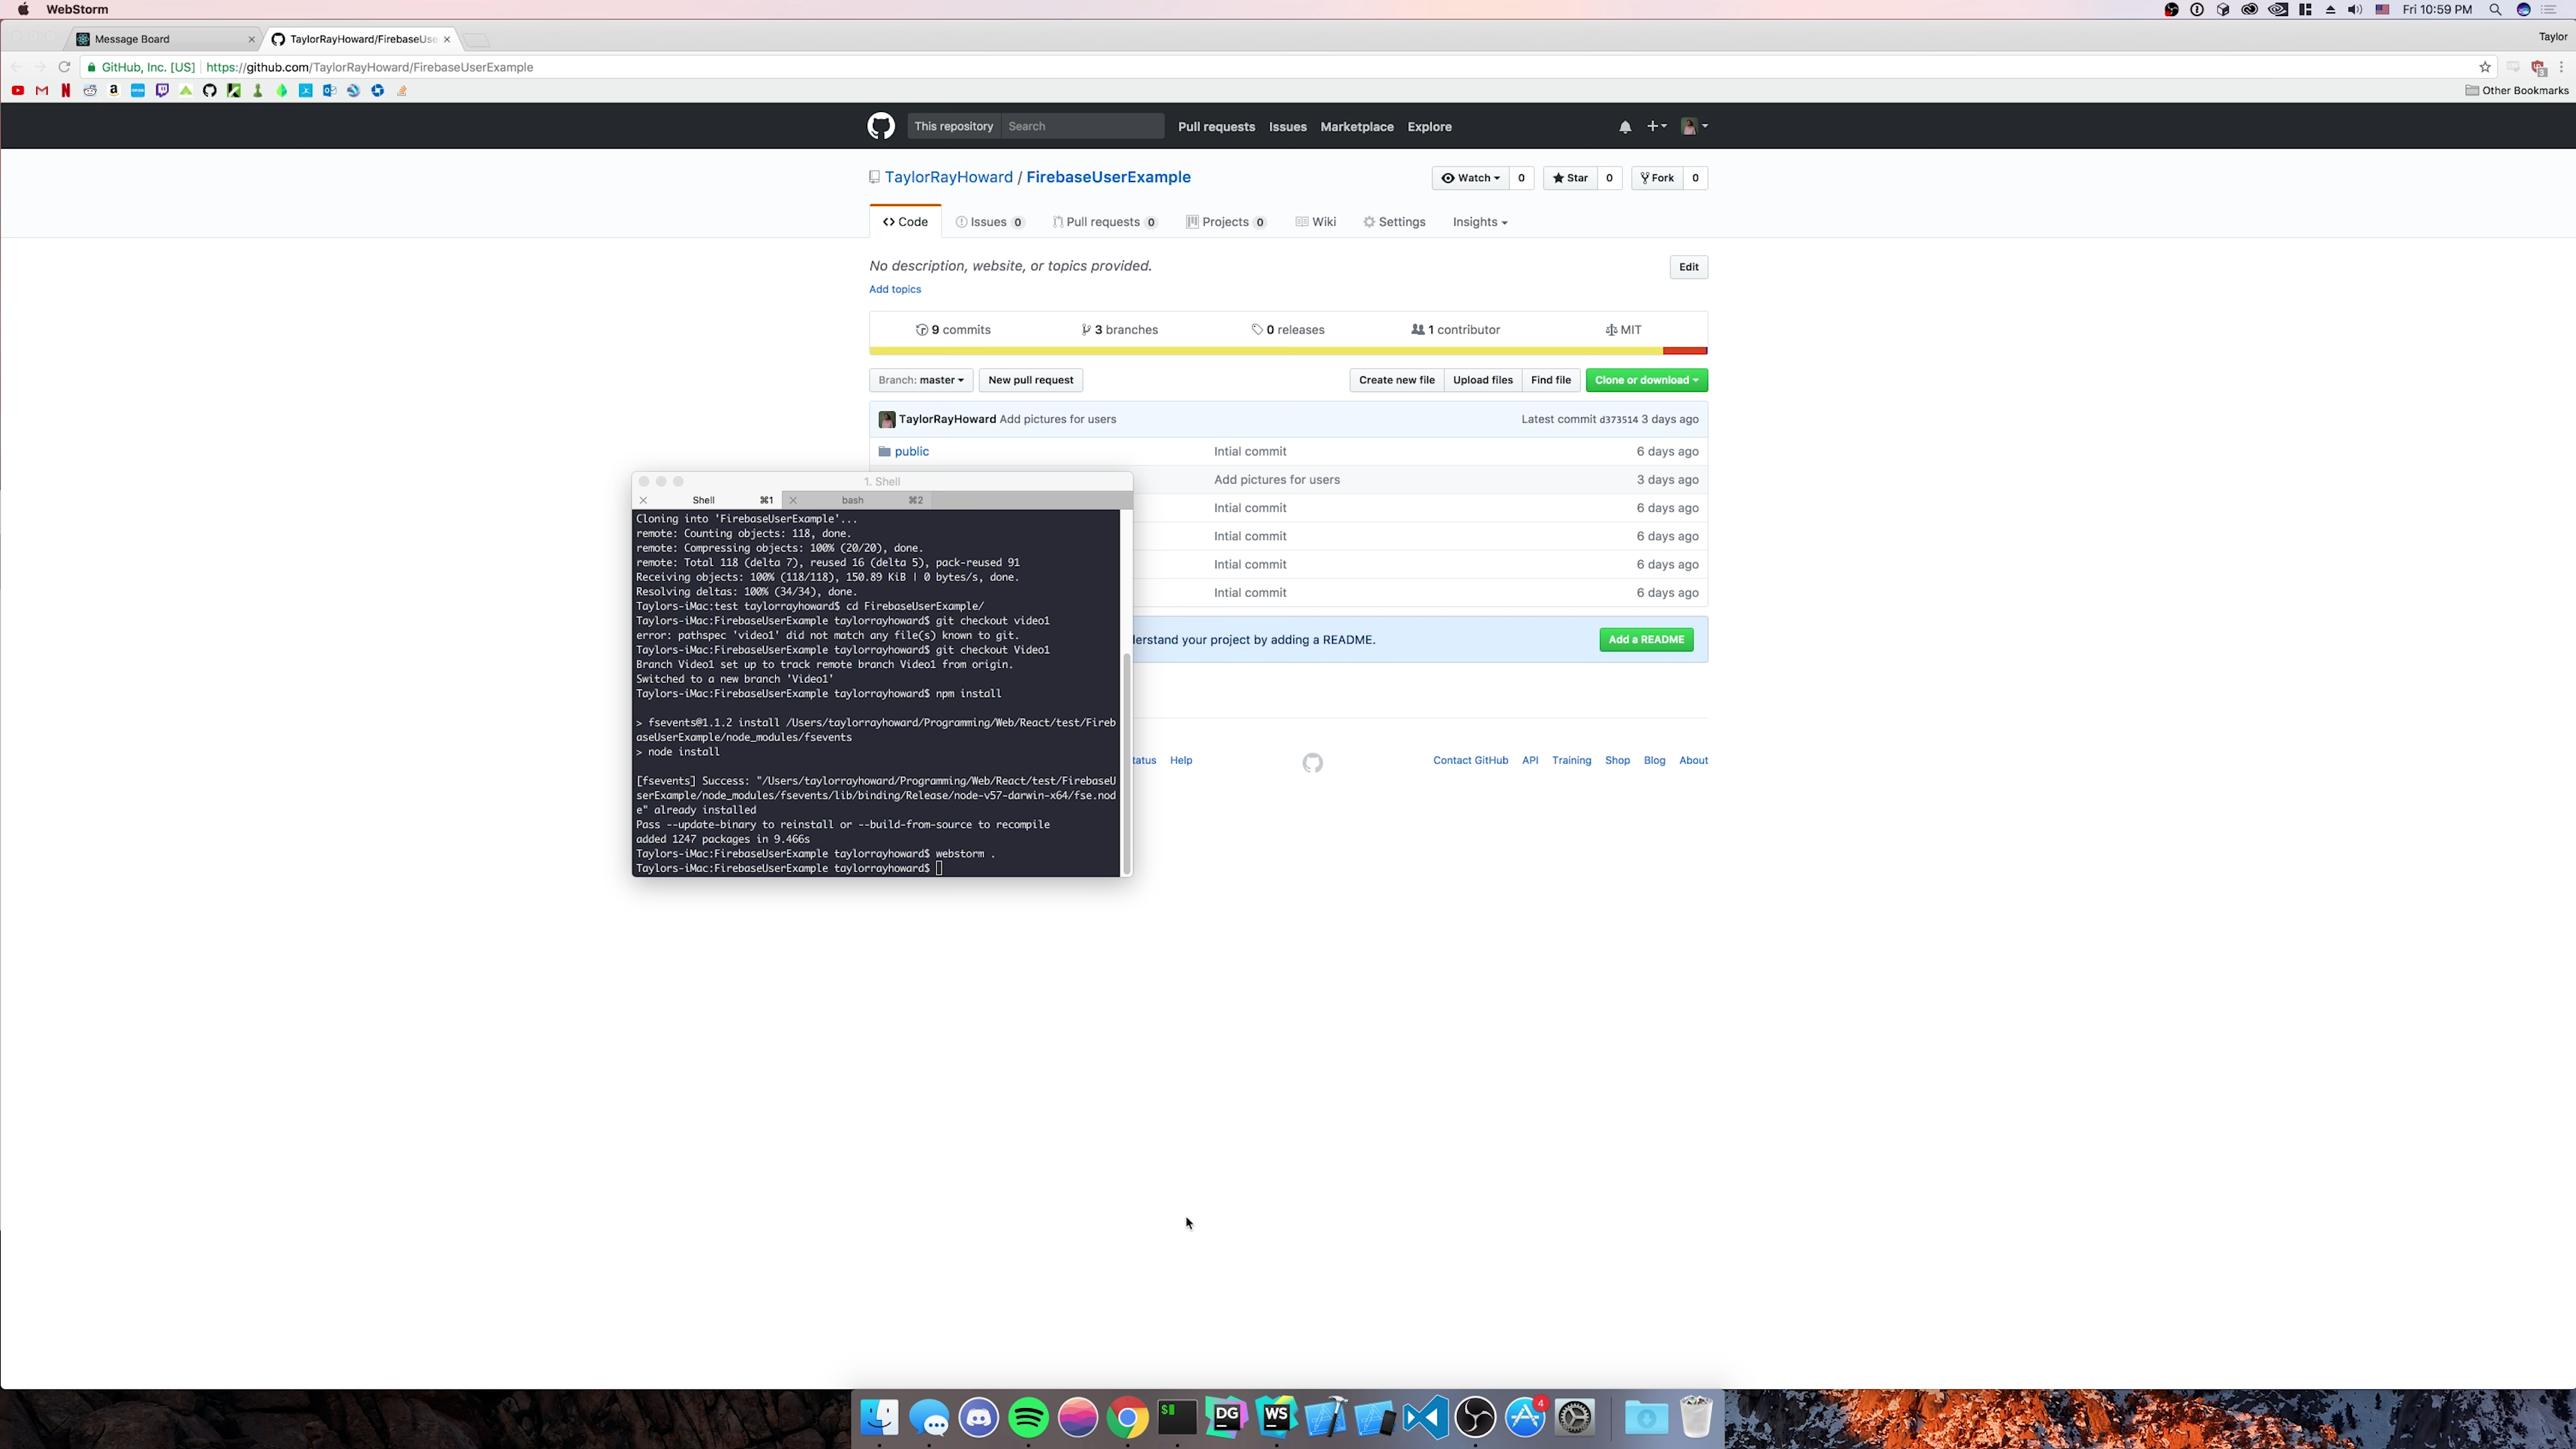 WebStorm
Fri 10:59 PM
Message Board
TaylorRayHoward/FirebaseUse
Taylor
GitHub, Inc. [US] https://github.com/TaylorRayHoward/FirebaseUserExample
Other Bookmarks
This repository Search Pull requests Issues Marketplace Explore
TaylorRayHoward / FirebaseUserExample
Watch 0 Star 0 Fork 0
Code Issues 0 Pull requests 0 Projects 0 Wiki Settings Insights
No description, website, or topics provided.
Edit
Add topics
9 commits 3 branches 0 releases 1 contributor MIT
Branch: master New pull request Create new file Upload files Find file Clone or download
TaylorRayHoward Add pictures for users Latest commit d373514 3 days ago
public Intial commit 6 days ago
Add pictures for users 3 days ago
Intial commit 6 days ago
Intial commit 6 days ago
Intial commit 6 days ago
Intial commit 6 days ago
derstand your project by adding a README. Add a README
tatus Help Contact GitHub API Training Shop Blog About
1. Shell
Shell ⌘1 bash ⌘2
Cloning into 'FirebaseUserExample'...
remote: Counting objects: 118, done.
remote: Compressing objects: 100% (20/20), done.
remote: Total 118 (delta 7), reused 16 (delta 5), pack-reused 91
Receiving objects: 100% (118/118), 150.89 KiB | 0 bytes/s, done.
Resolving deltas: 100% (34/34), done.
Taylors-iMac:test taylorrayhoward$ cd FirebaseUserExample/
Taylors-iMac:FirebaseUserExample taylorrayhoward$ git checkout video1
error: pathspec 'video1' did not match any file(s) known to git.
Taylors-iMac:FirebaseUserExample taylorrayhoward$ git checkout Video1
Branch Video1 set up to track remote branch Video1 from origin.
Switched to a new branch 'Video1'
Taylors-iMac:FirebaseUserExample taylorrayhoward$ npm install
> fsevents@1.1.2 install /Users/taylorrayhoward/Programming/Web/React/test/Fireb
aseUserExample/node_modules/fsevents
> node install
[fsevents] Success: "/Users/taylorrayhoward/Programming/Web/React/test/FirebaseU
serExample/node_modules/fsevents/lib/binding/Release/node-v57-darwin-x64/fse.nod
e" already installed
Pass --update-binary to reinstall or --build-from-source to recompile
added 1247 packages in 9.466s
Taylors-iMac:FirebaseUserExample taylorrayhoward$ webstorm .
Taylors-iMac:FirebaseUserExample taylorrayhoward$
$ DG WS 4